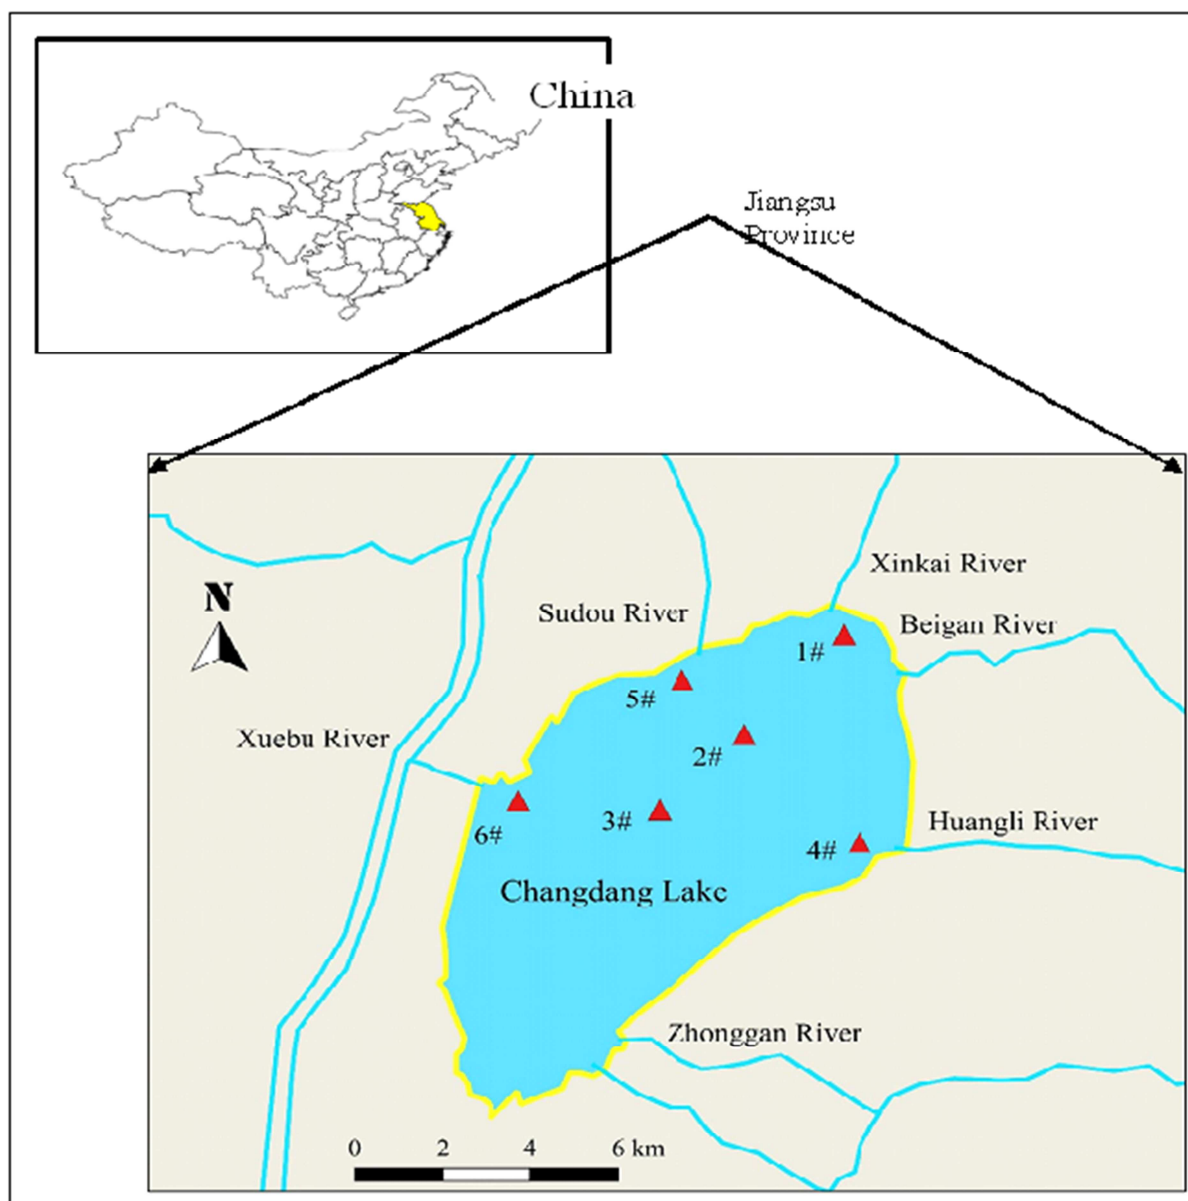 China
Jiangsu
Province
Xinkai River
N
Sudou River
Beigan River
1#
5#
Xuebu River
2#
6#
3#
4#
Huangli River
Changdang Lake
Zhonggan River
0 2 4 6 km